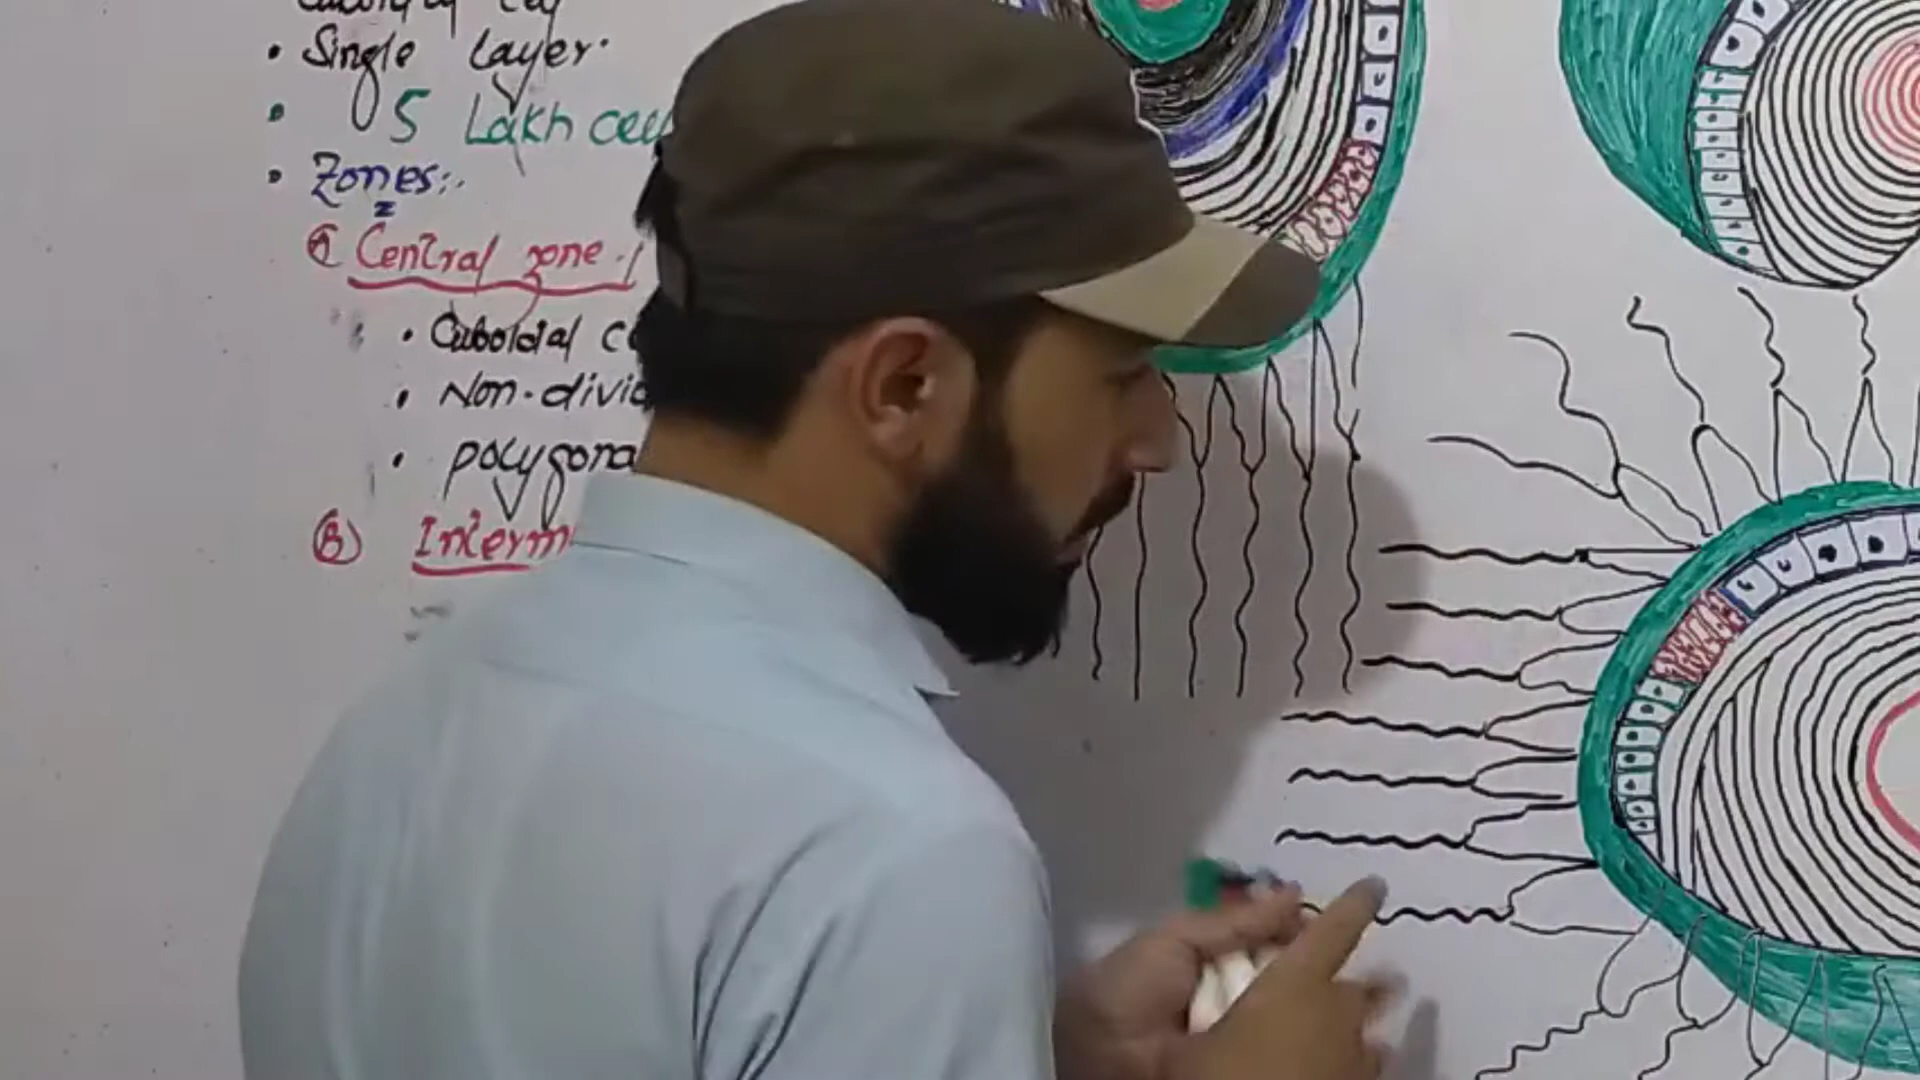 • Single Layer.
• 5 Lakh cell
• Zones:.
(A) Central zone
• Cuboidal c
• Non-divid
• polygona
(B) Interm